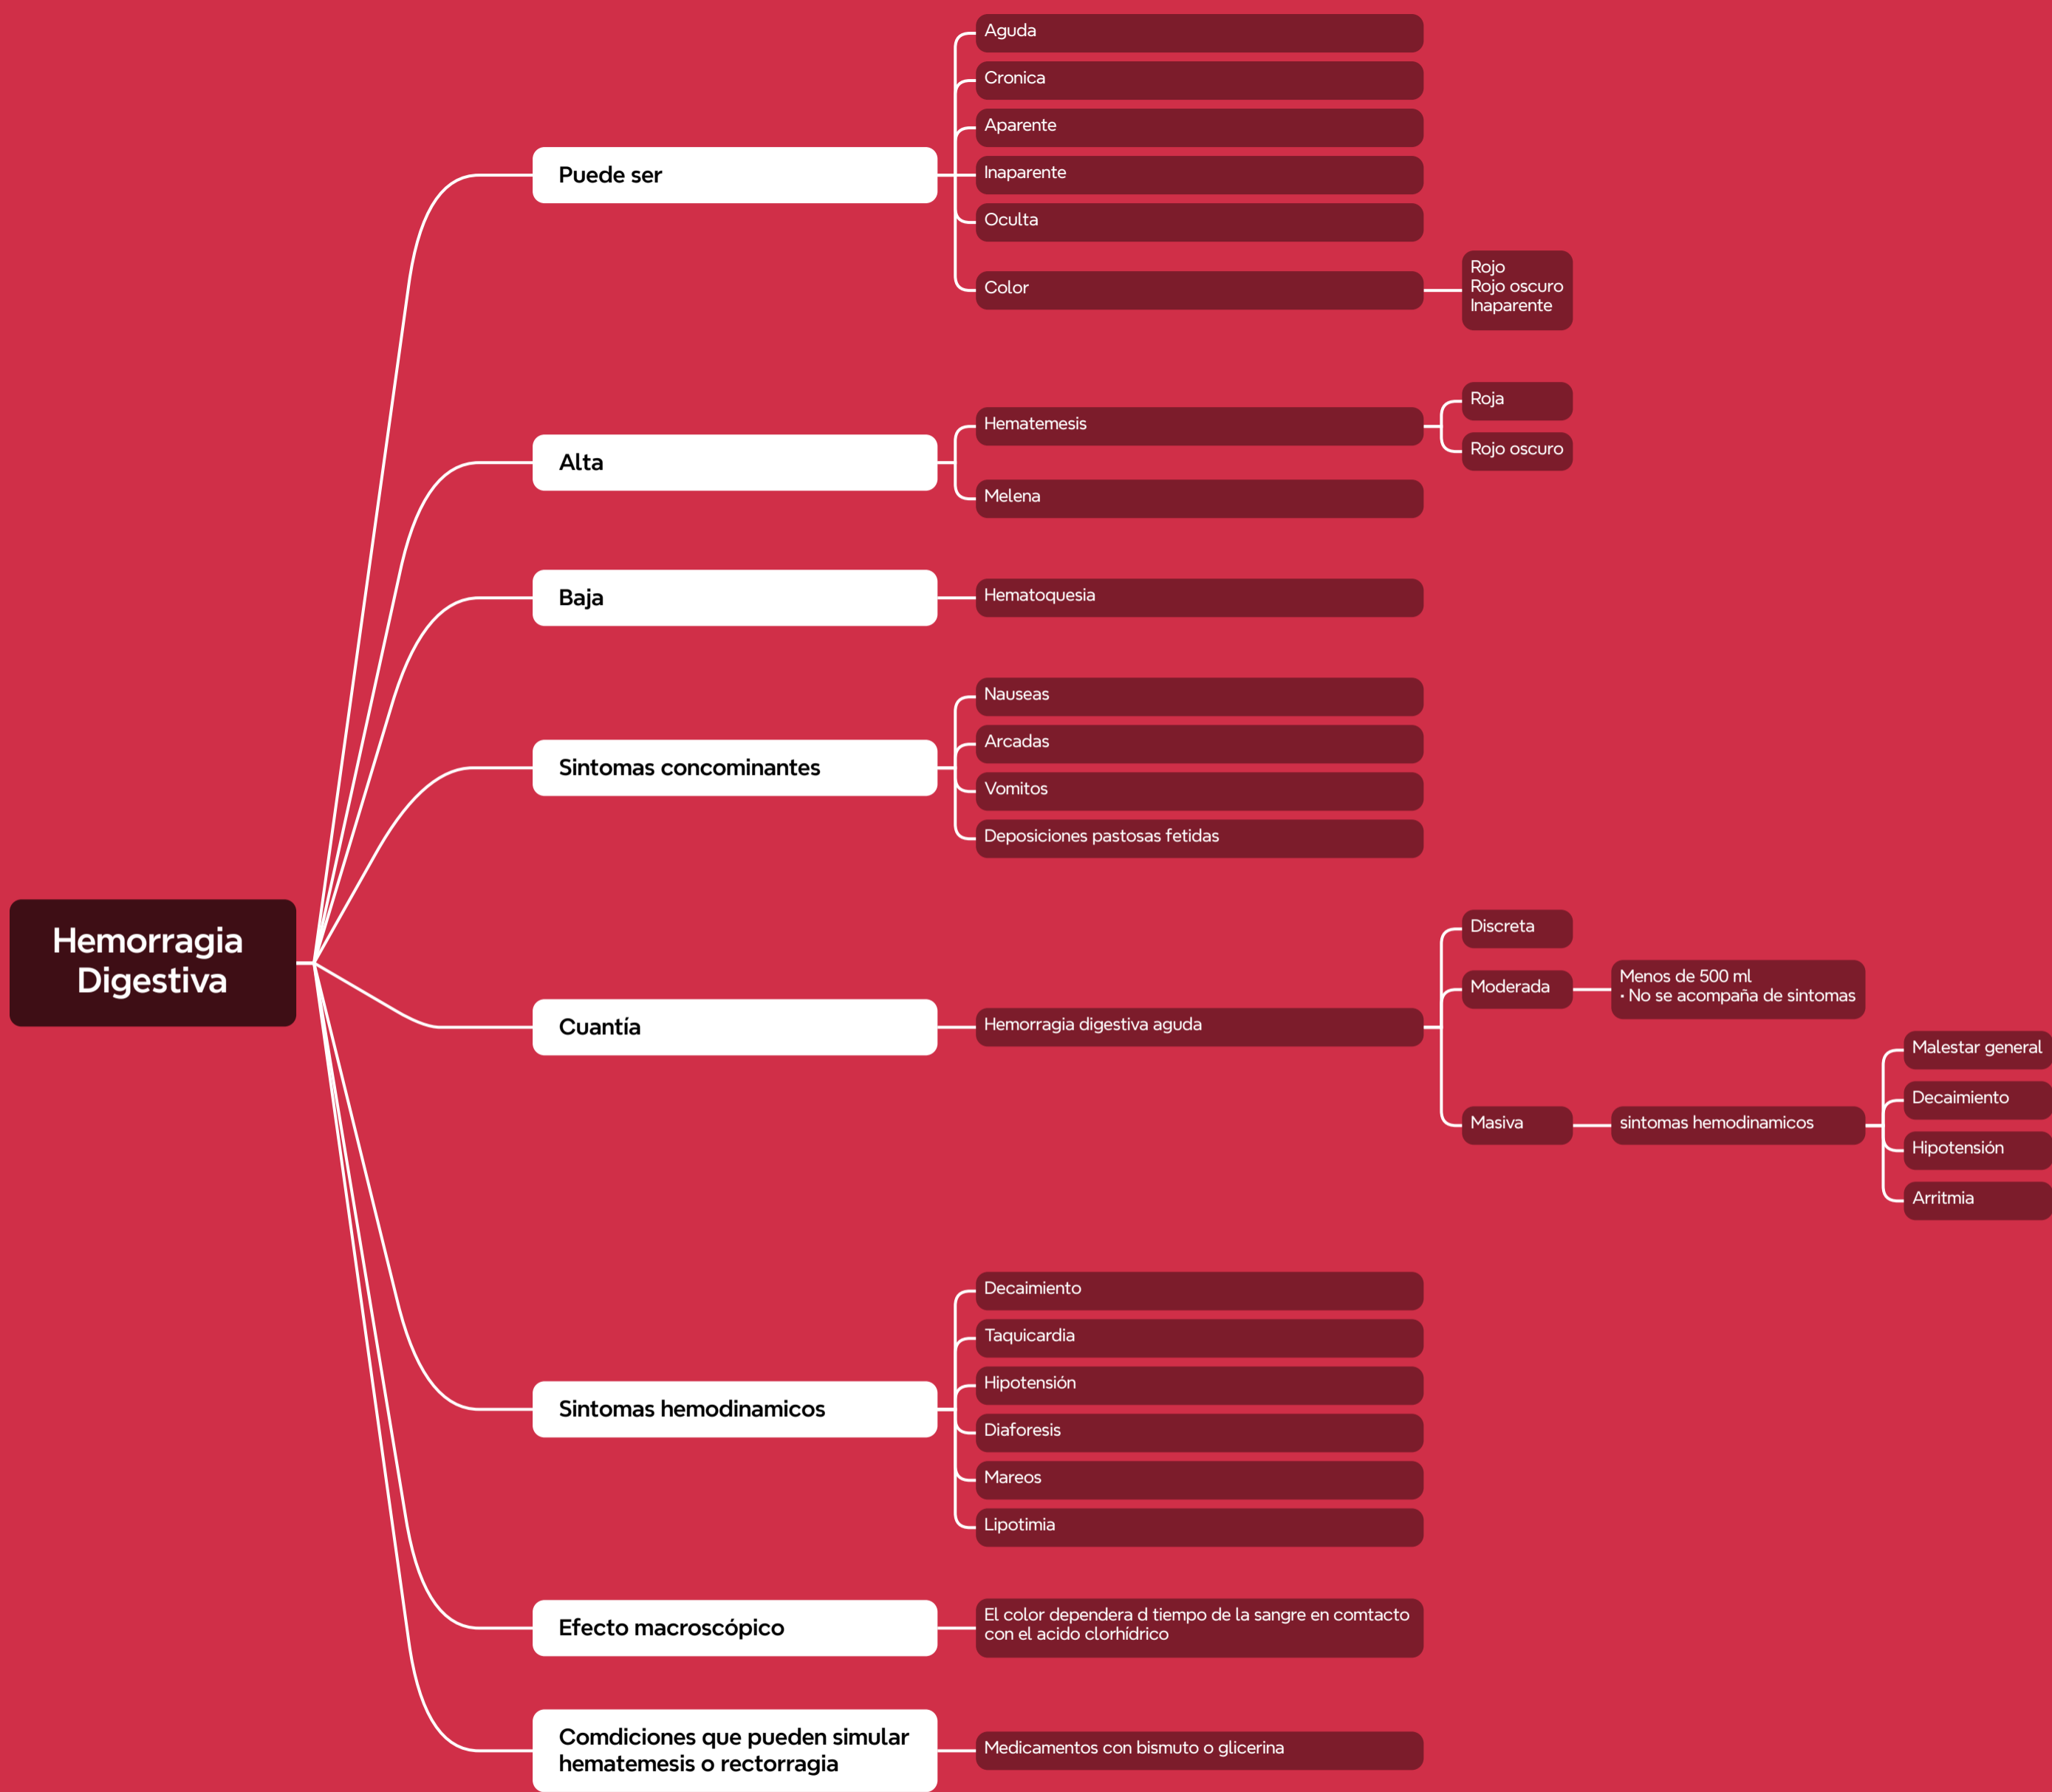 Hemorragia
Digestiva
Puede ser
Aguda
Cronica
Aparente
Inaparente
Oculta
Color
Rojo
Rojo oscuro
Inaparente
Alta
Hematemesis
Roja
Rojo oscuro
Melena
Baja
Hematoquesia
Sintomas concominantes
Nauseas
Arcadas
Vomitos
Deposiciones pastosas fetidas
Cuantía
Hemorragia digestiva aguda
Discreta
Moderada
Menos de 500 ml
• No se acompaña de sintomas
Masiva
sintomas hemodinamicos
Malestar general
Decaimiento
Hipotensión
Arritmia
Sintomas hemodinamicos
Decaimiento
Taquicardia
Hipotensión
Diaforesis
Mareos
Lipotimia
Efecto macroscópico
El color dependera d tiempo de la sangre en comtacto
con el acido clorhídrico
Comdiciones que pueden simular
hematemesis o rectorragia
Medicamentos con bismuto o glicerina